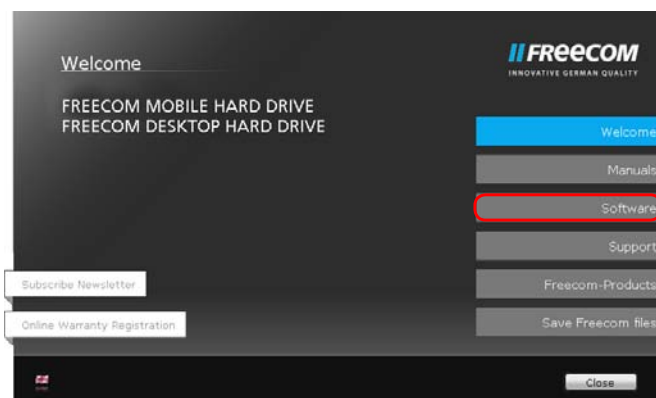 Welcome
FREECOM MOBILE HARD DRIVE
FREECOM DESKTOP HARD DRIVE
Subscribe Newsletter
Online Warranty Registration
FREECOM
INNOVATIVE GERMAN QUALITY
Welcome
Manuals
Software
Support
Freecom-Products
Save Freecom files
Close